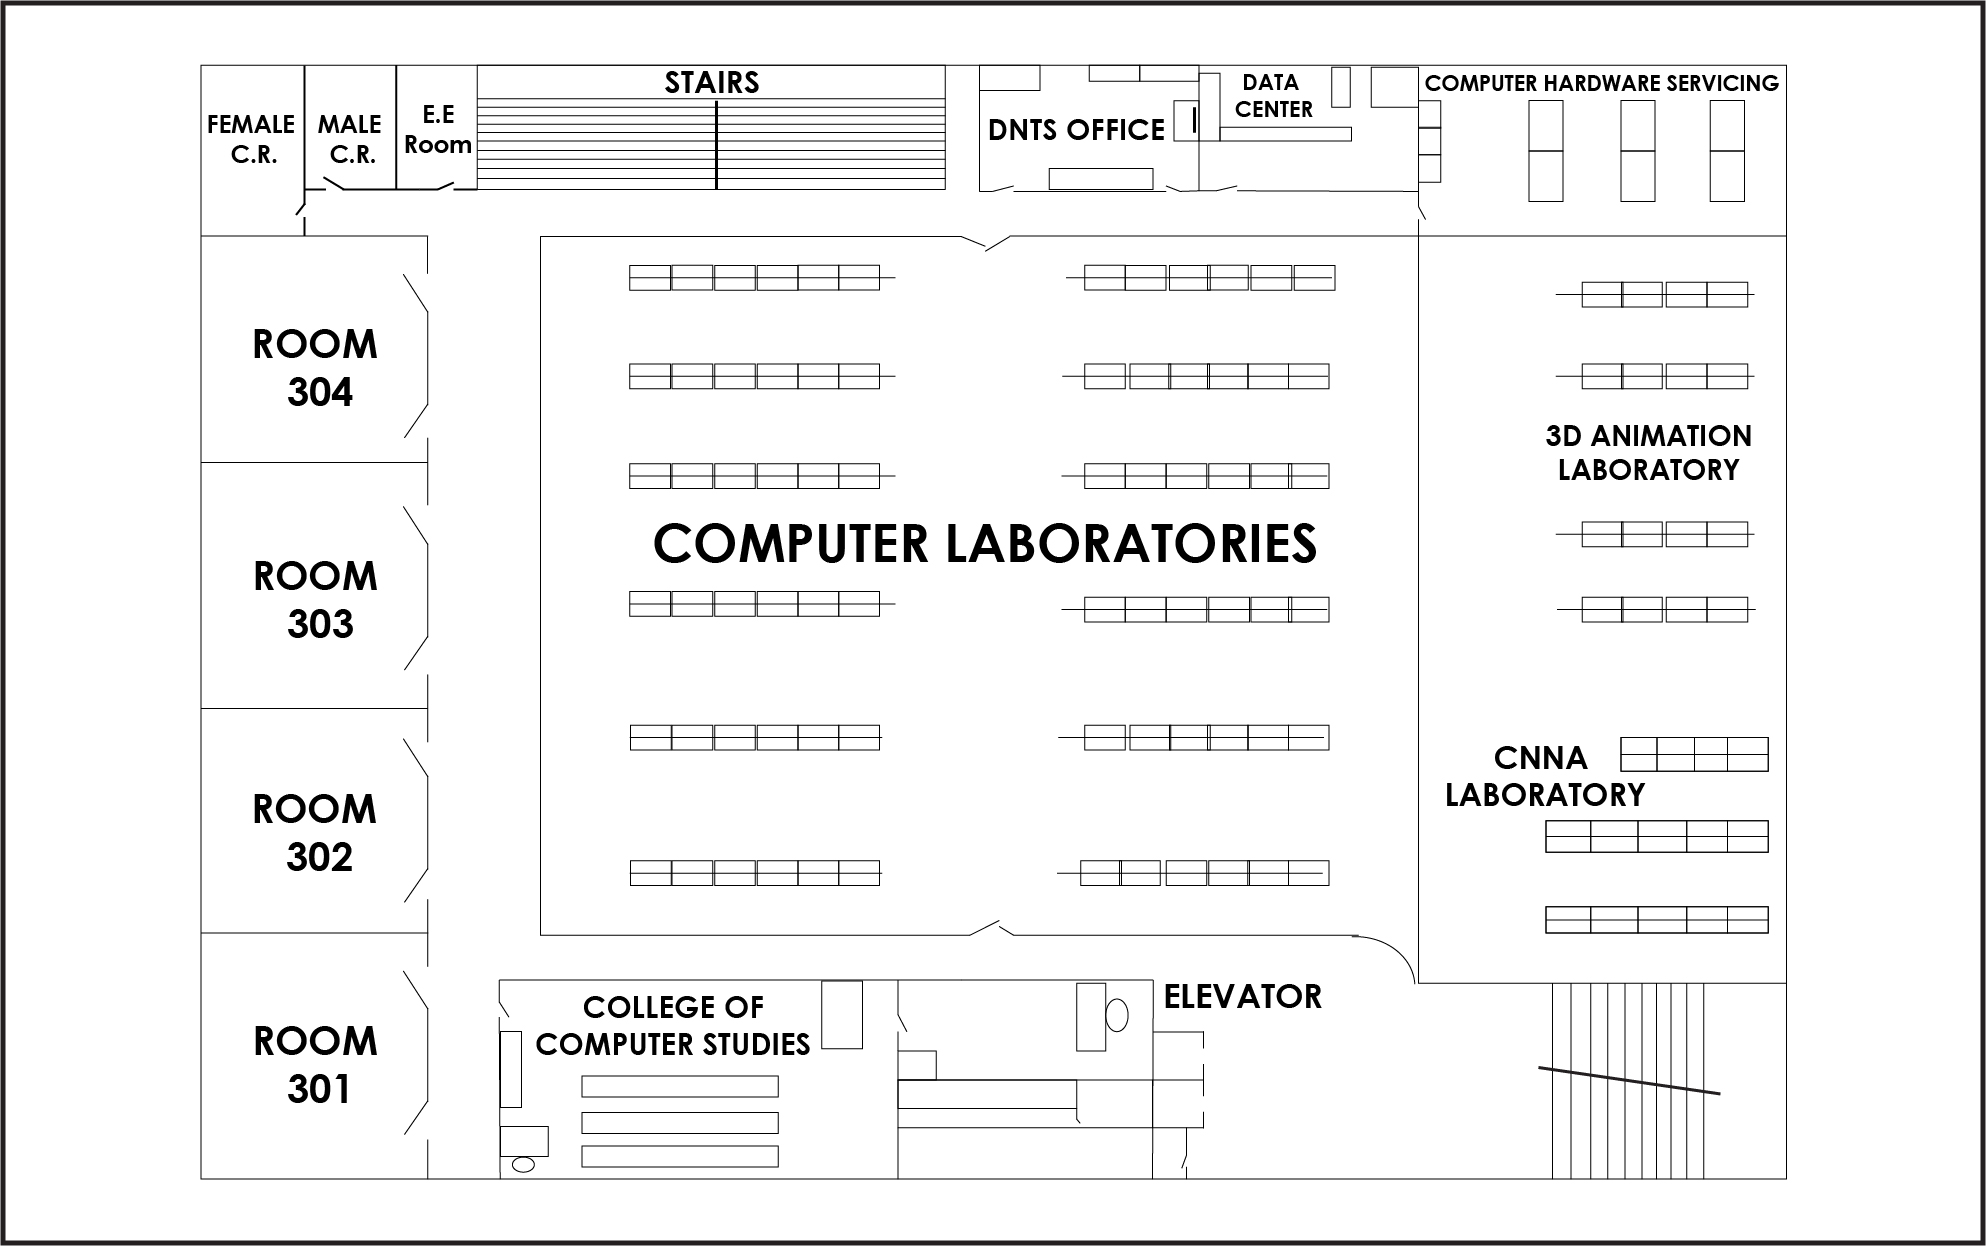 STAIRS
FEMALE
C.R.
MALE
C.R.
E.E
Room
DNTS OFFICE
DATA
CENTER
COMPUTER HARDWARE SERVICING
ROOM
304
3D ANIMATION
LABORATORY
COMPUTER LABORATORIES
ROOM
303
CNNA
LABORATORY
ROOM
302
COLLEGE OF
COMPUTER STUDIES
ELEVATOR
ROOM
301